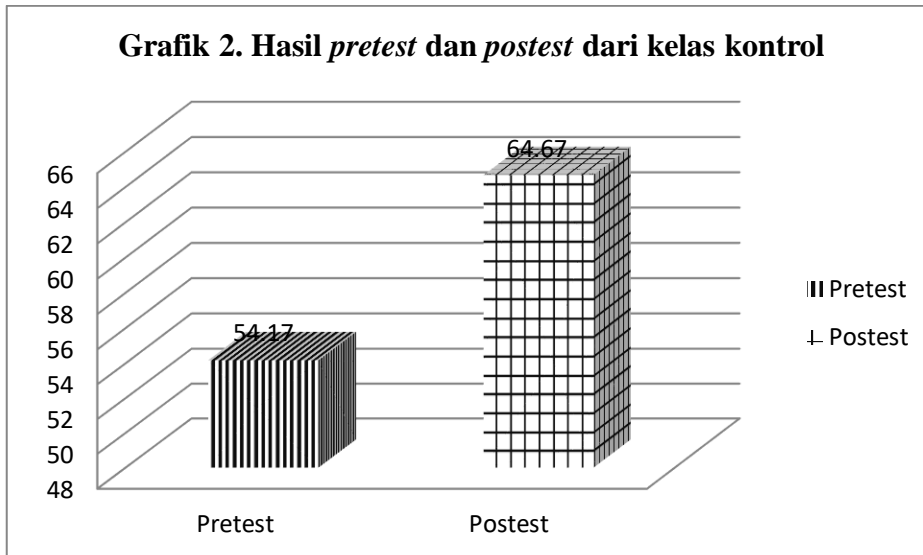 Grafik 2. Hasil pretest dan postest dari kelas kontrol
66
64
62
60
58
56
54
52
50
48
54.17
64.67
Pretest
Postest
Pretest
Postest